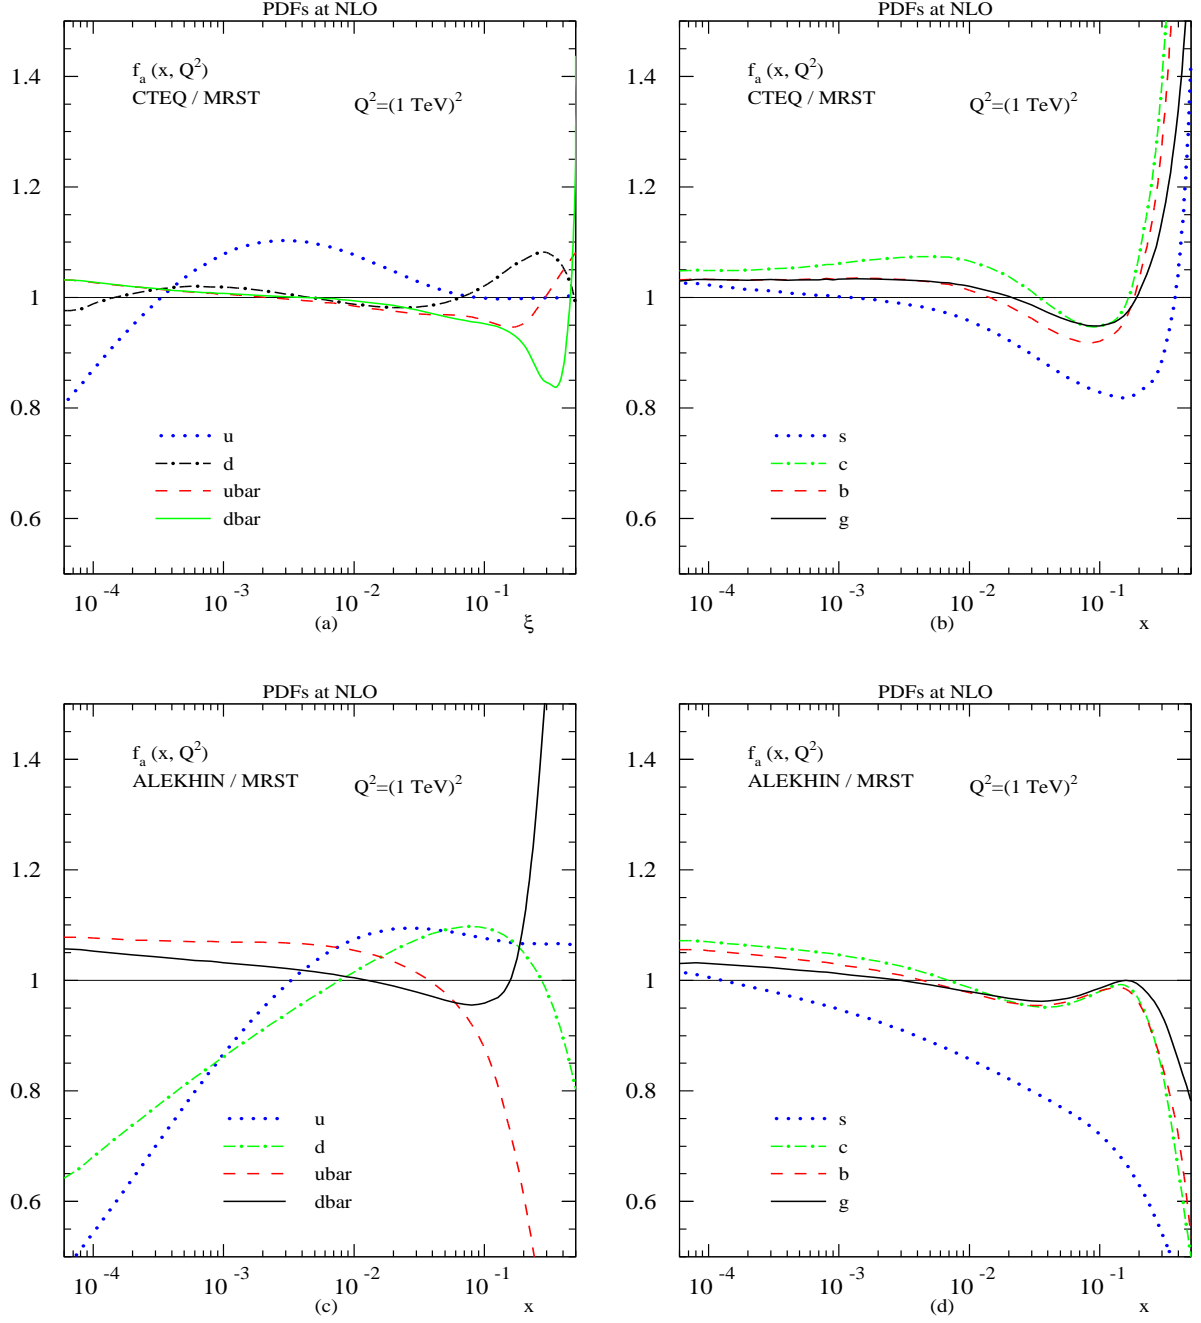 PDFs at NLO
1.4
1.2
1
0.8
0.6
f_a (x, Q^2)
CTEQ / MRST
Q^2=(1 TeV)^2
u
d
ubar
dbar
10^-4
10^-3
10^-2
10^-1
(a)
ξ
PDFs at NLO
1.4
1.2
1
0.8
0.6
f_a (x, Q^2)
CTEQ / MRST
Q^2=(1 TeV)^2
s
c
b
g
10^-4
10^-3
10^-2
10^-1
(b)
x
PDFs at NLO
1.4
1.2
1
0.8
0.6
f_a (x, Q^2)
ALEKHIN / MRST
Q^2=(1 TeV)^2
u
d
ubar
dbar
10^-4
10^-3
10^-2
10^-1
(c)
x
PDFs at NLO
1.4
1.2
1
0.8
0.6
f_a (x, Q^2)
ALEKHIN / MRST
Q^2=(1 TeV)^2
s
c
b
g
10^-4
10^-3
10^-2
10^-1
(d)
x